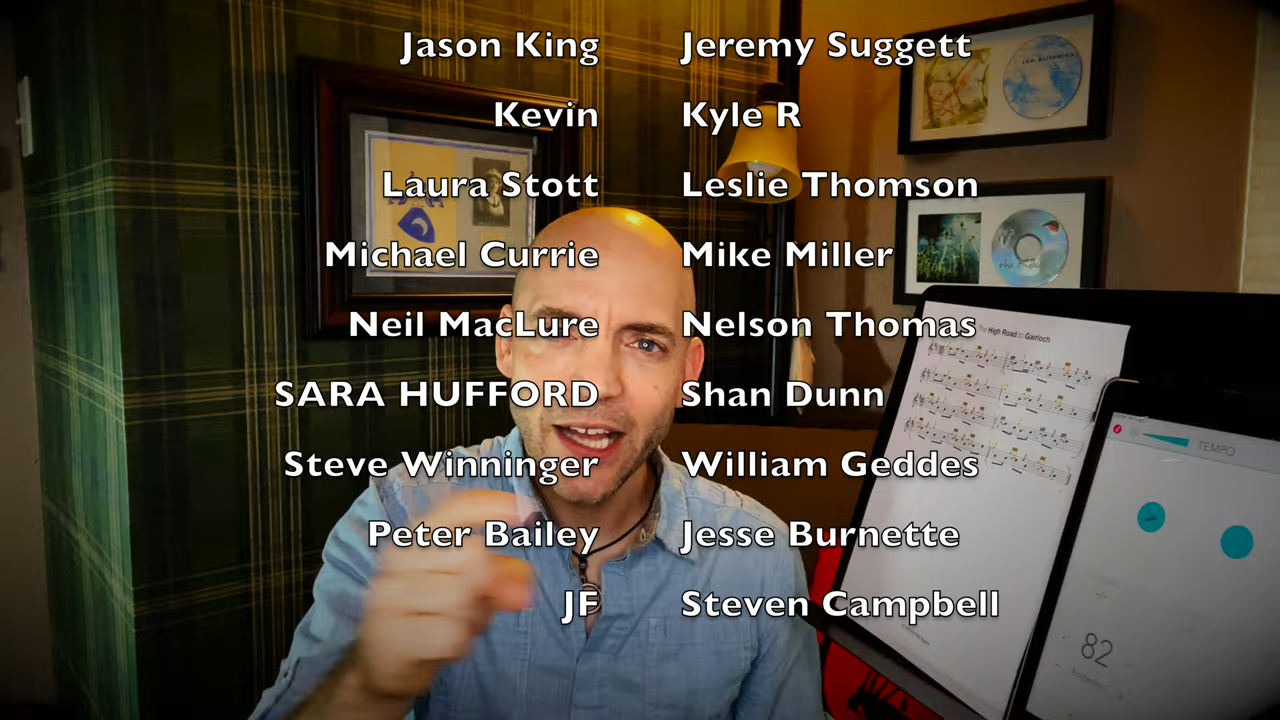 Jason King Jeremy Suggett
Kevin Kyle R
Laura Stott Leslie Thomson
Michael Currie Mike Miller
Neil MacLure Nelson Thomas
SARA HUFFORD Shan Dunn
Steve Winninger William Geddes
Peter Bailey Jesse Burnette
JF Steven Campbell
The High Road to Gairloch
TEMPO
82